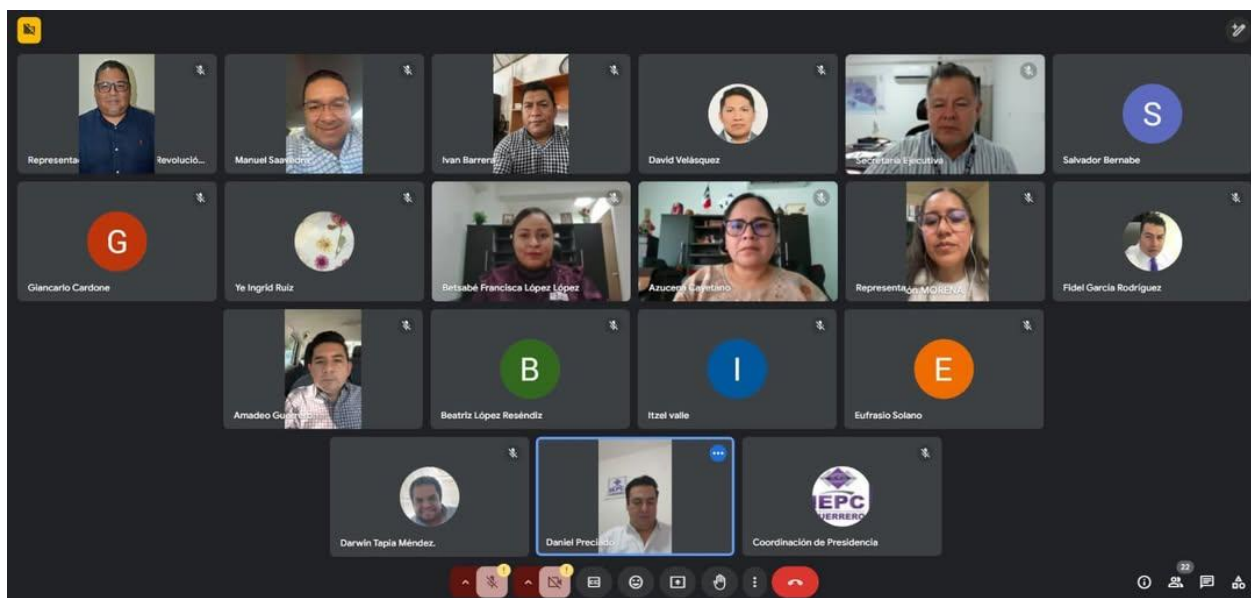 Representa
Revolució...
Manuel Saavedra
Ivan Barrera
David Velásquez
Secretaría Ejecutiva
S
Salvador Bernabe
G
Giancarlo Cardone
Ye Ingrid Ruiz
Betsabé Francisca López López
Azucena Cayetano
Representa
ón MORENA
Fidel García Rodríguez
Amadeo Guerrero
B
Beatriz López Reséndiz
I
Itzel valle
E
Eufrasio Solano
Darwin Tapia Méndez.
IEPC
Daniel Preciado
IEPC
GUERRERO
Coordinación de Presidencia
22